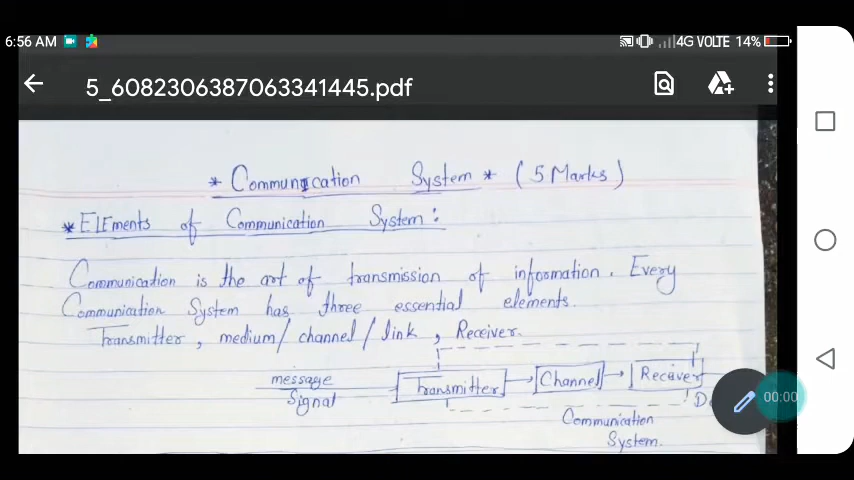 6:56 AM 4G VOLTE 14%
5_6082306387063341445.pdf
* Communication System * (5 Marks)
* Elements of Communication System:
Communication is the art of transmission of information. Every
Communication System has three essential elements.
Transmitter, medium/channel/link, Receiver.
message
Signal
Transmitter
Channel
Receiver
00:00
Communication
System.